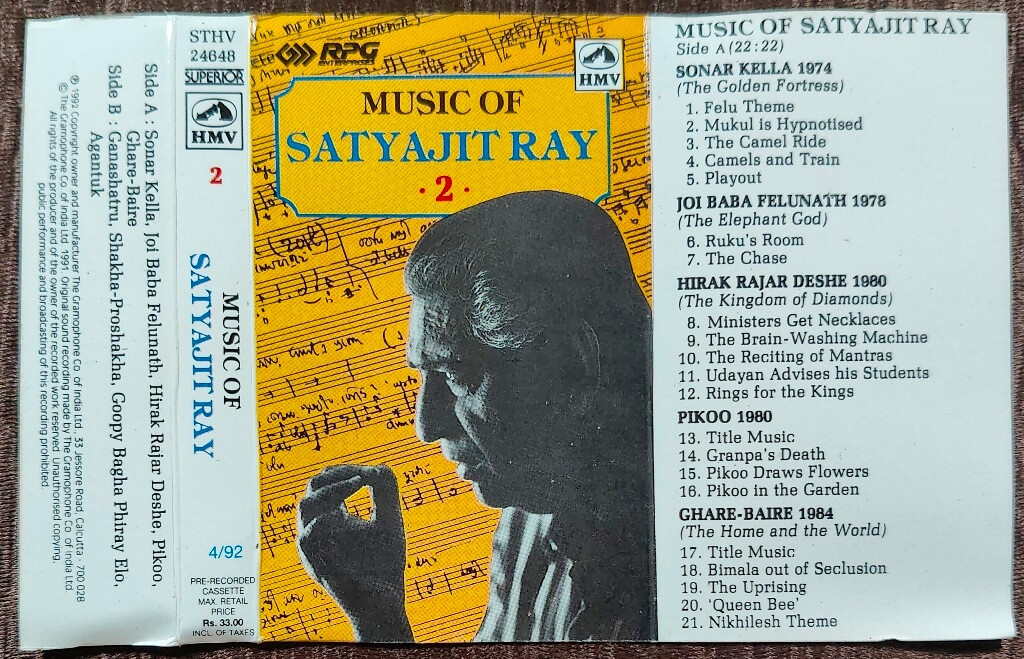 Side A : Sonar Kella, Joi Baba Felunath, Hirak Rajar Deshe, Pikoo,
Ghare-Baire
Side B : Ganashatru, Shakha-Proshakha, Goopy Bagha Phiray Elo,
Agantuk
℗ 1992 Copyright owner and manufacturer The Gramophone Co. of India Ltd., 33 Jessore Road, Calcutta - 700 028
© The Gramophone Co. of India Ltd. 1991. Original sound recording made by The Gramophone Co. of India Ltd.
All rights of the producer and of the owner of the recorded work reserved. Unauthorised copying,
public performance and broadcasting of this recording prohibited.
STHV
24648
SUPERIOR
HMV
2
MUSIC OF
SATYAJIT RAY
4/92
PRE-RECORDED
CASSETTE
MAX. RETAIL
PRICE
Rs. 33.00
INCL. OF TAXES
RPG
ENTERPRISES
HMV
MUSIC OF
SATYAJIT RAY
·2·
MUSIC OF SATYAJIT RAY
Side A (22:22)
SONAR KELLA 1974
(The Golden Fortress)
1. Felu Theme
2. Mukul is Hypnotised
3. The Camel Ride
4. Camels and Train
5. Playout
JOI BABA FELUNATH 1978
(The Elephant God)
6. Ruku's Room
7. The Chase
HIRAK RAJAR DESHE 1980
(The Kingdom of Diamonds)
8. Ministers Get Necklaces
9. The Brain-Washing Machine
10. The Reciting of Mantras
11. Udayan Advises his Students
12. Rings for the Kings
PIKOO 1980
13. Title Music
14. Granpa's Death
15. Pikoo Draws Flowers
16. Pikoo in the Garden
GHARE-BAIRE 1984
(The Home and the World)
17. Title Music
18. Bimala out of Seclusion
19. The Uprising
20. 'Queen Bee'
21. Nikhilesh Theme